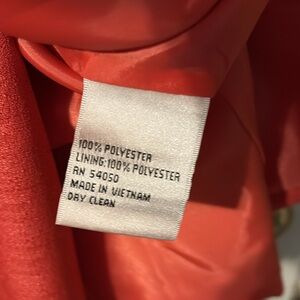 100% POLYESTER
LINING:100% POLYESTER
RN 54050
MADE IN VIETNAM
DRY CLEAN